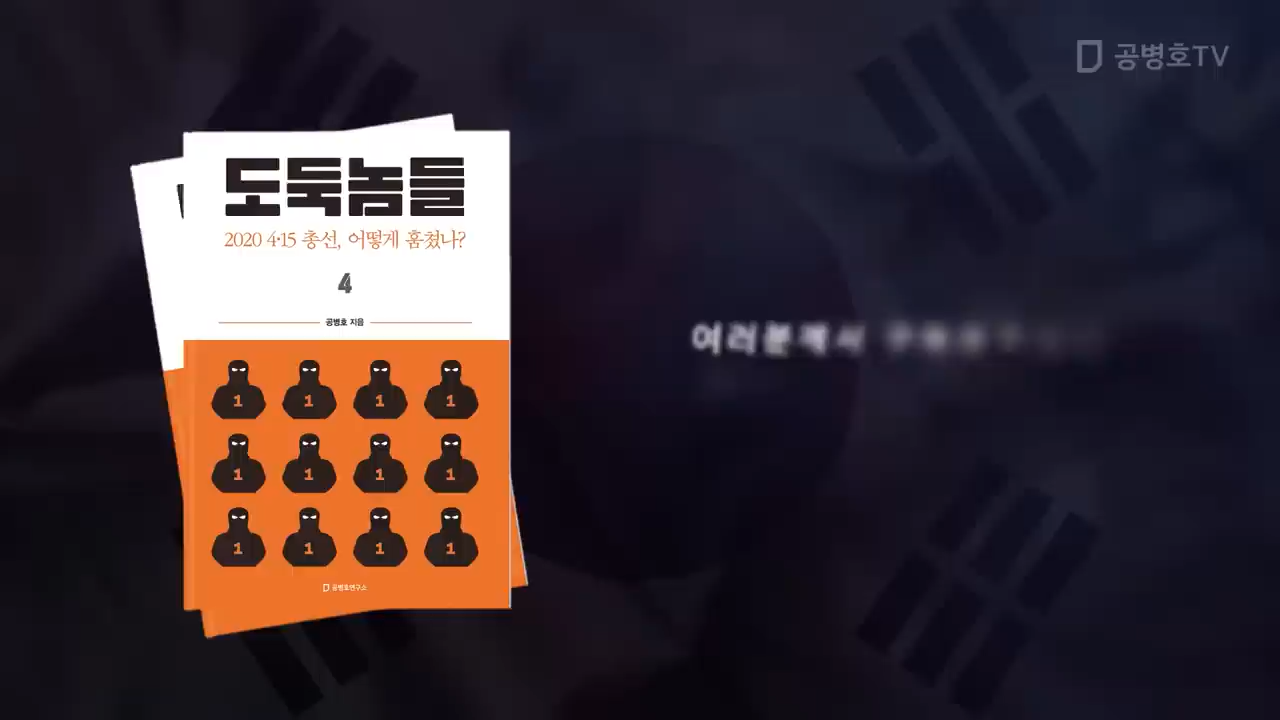 공병호TV
도둑놈들
2020 4·15 총선, 어떻게 훔쳤나?
4
공병호 지음
1 1 1 1
1 1 1 1
1 1 1 1
공병호연구소
여러분께서